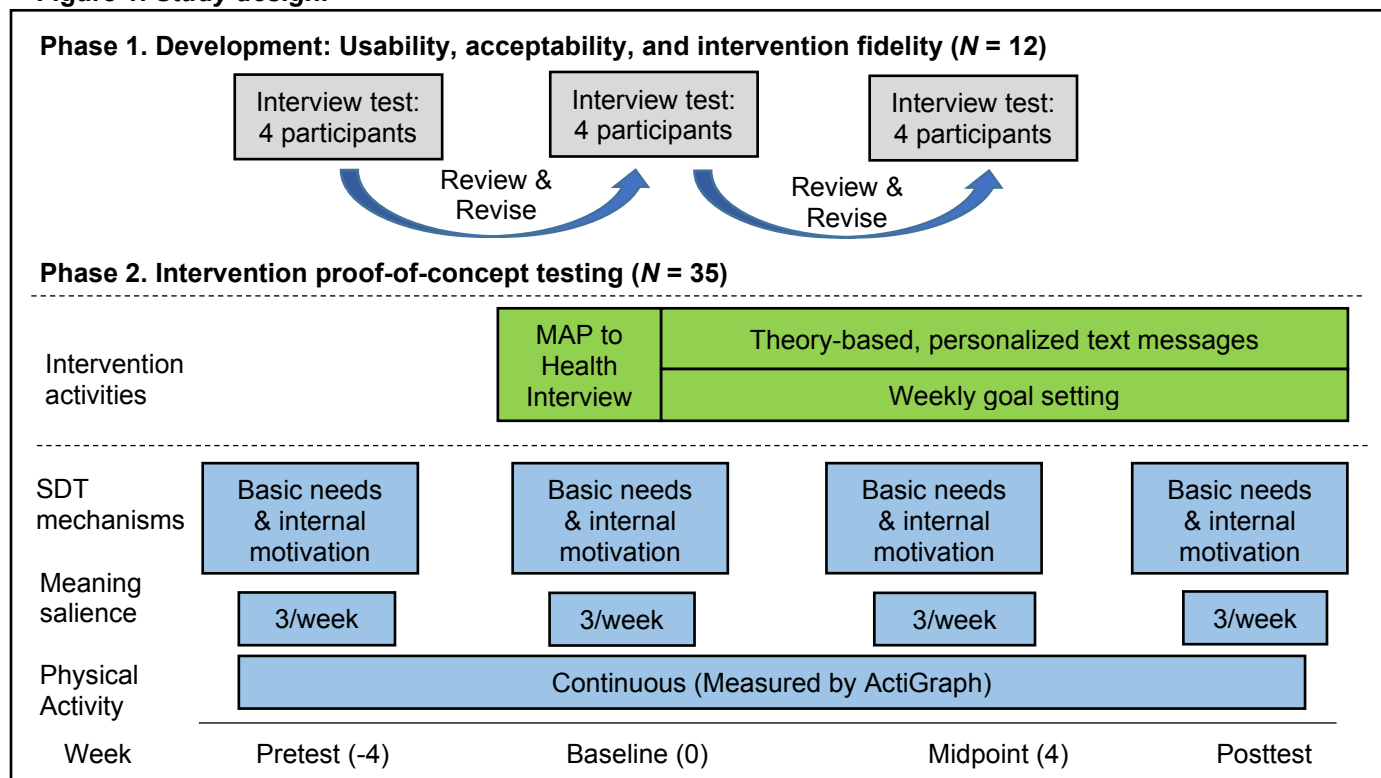 Phase 1. Development: Usability, acceptability, and intervention fidelity (N = 12)
Interview test:
4 participants
Interview test:
4 participants
Interview test:
4 participants
Review &
Revise
Review &
Revise
Phase 2. Intervention proof-of-concept testing (N = 35)
Intervention
activities
MAP to
Health
Interview
Theory-based, personalized text messages
Weekly goal setting
SDT
mechanisms
Basic needs
& internal
motivation
Basic needs
& internal
motivation
Basic needs
& internal
motivation
Basic needs
& internal
motivation
Meaning
salience
3/week
3/week
3/week
3/week
Physical
Activity
Continuous (Measured by ActiGraph)
Week
Pretest (-4)
Baseline (0)
Midpoint (4)
Posttest